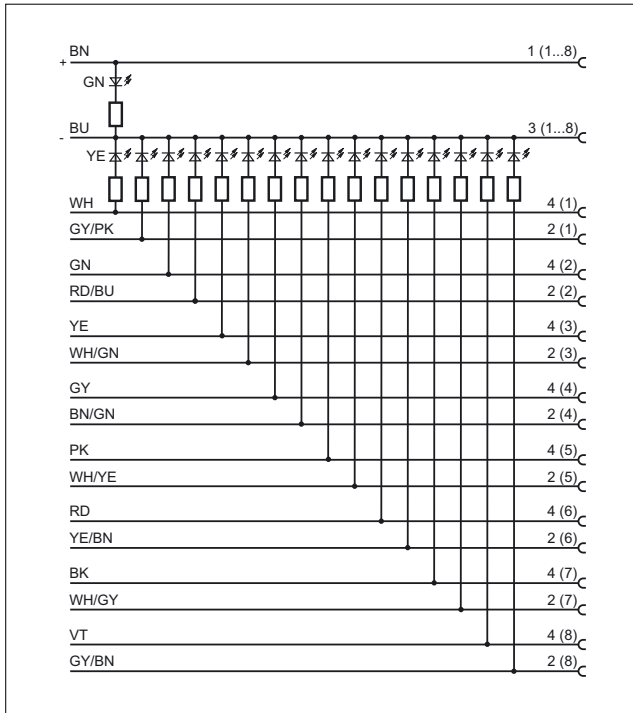 BN 1 (1...8)
+
GN
BU 3 (1...8)
-
YE
WH 4 (1)
GY/PK 2 (1)
GN 4 (2)
RD/BU 2 (2)
YE 4 (3)
WH/GN 2 (3)
GY 4 (4)
BN/GN 2 (4)
PK 4 (5)
WH/YE 2 (5)
RD 4 (6)
YE/BN 2 (6)
BK 4 (7)
WH/GY 2 (7)
VT 4 (8)
GY/BN 2 (8)